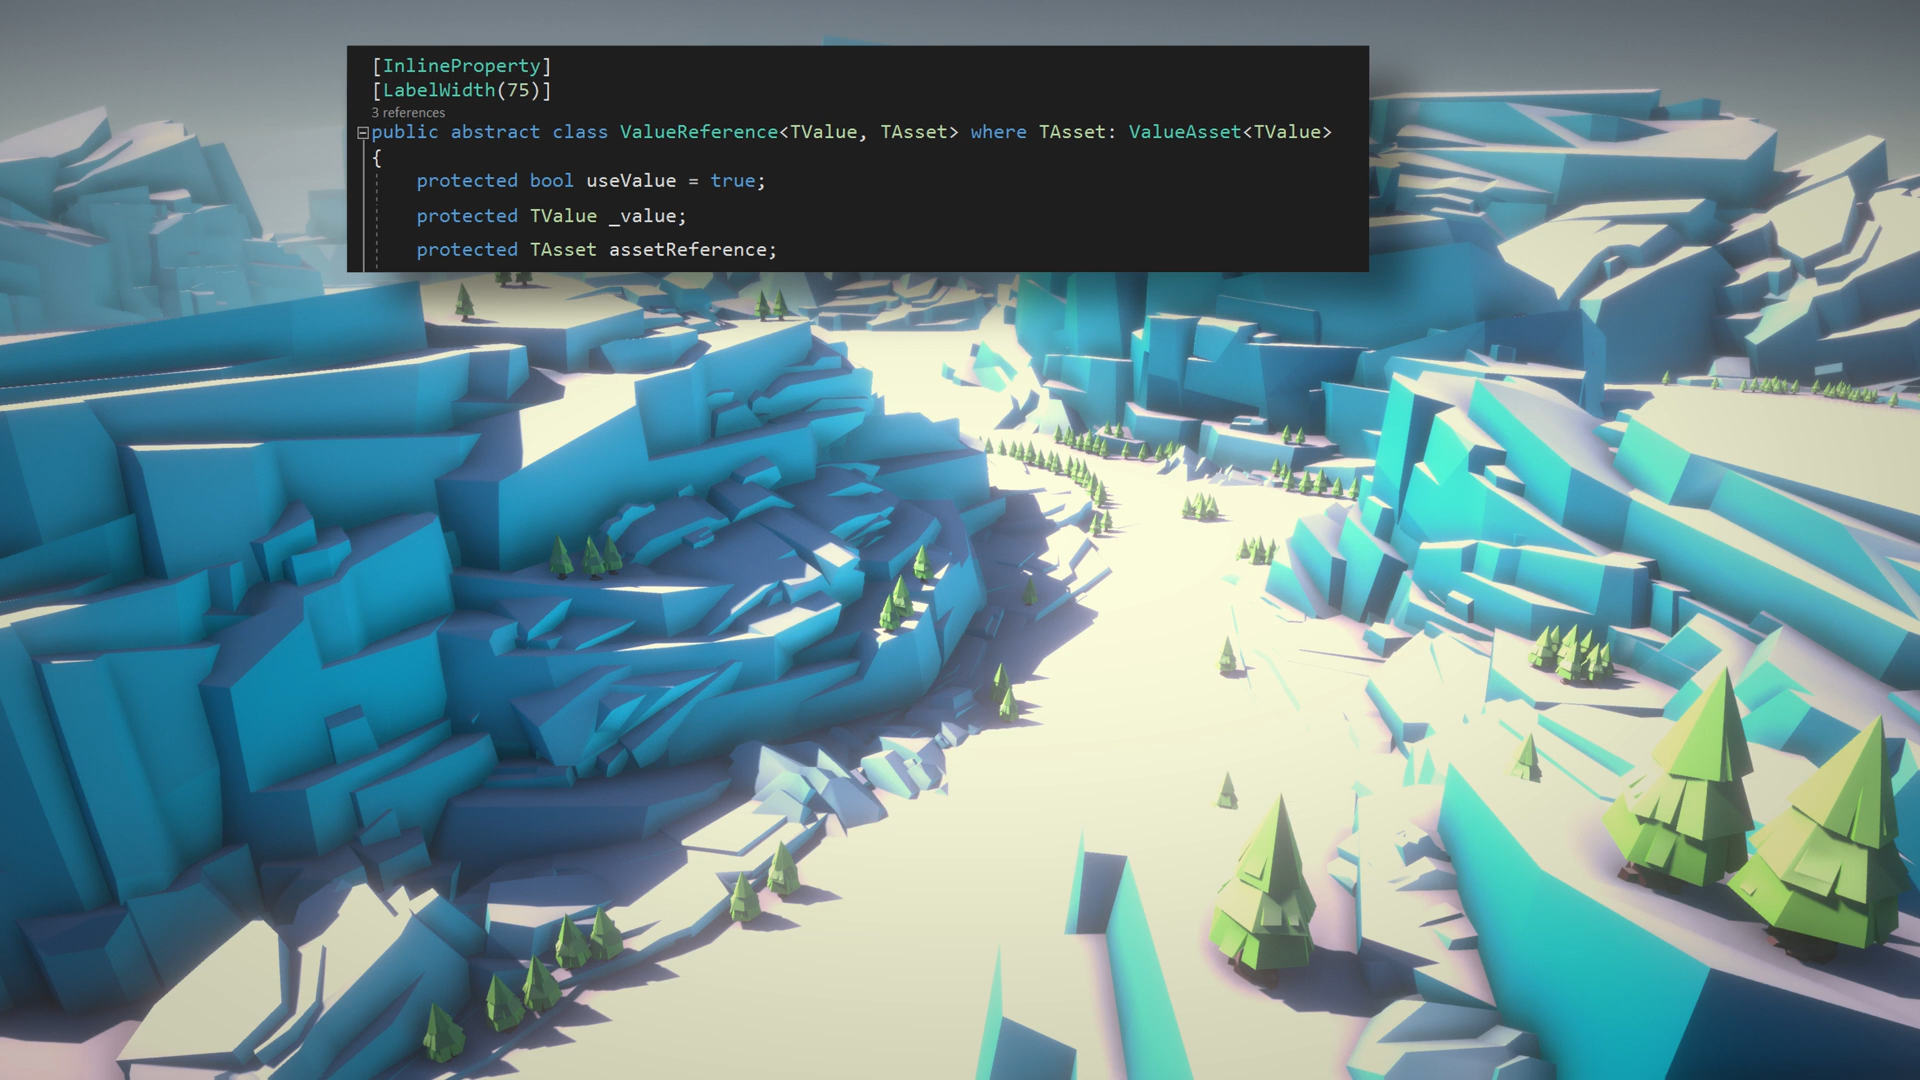 [InlineProperty]
[LabelWidth(75)]
3 references
public abstract class ValueReference<TValue, TAsset> where TAsset: ValueAsset<TValue>
{
protected bool useValue = true;
protected TValue _value;
protected TAsset assetReference;